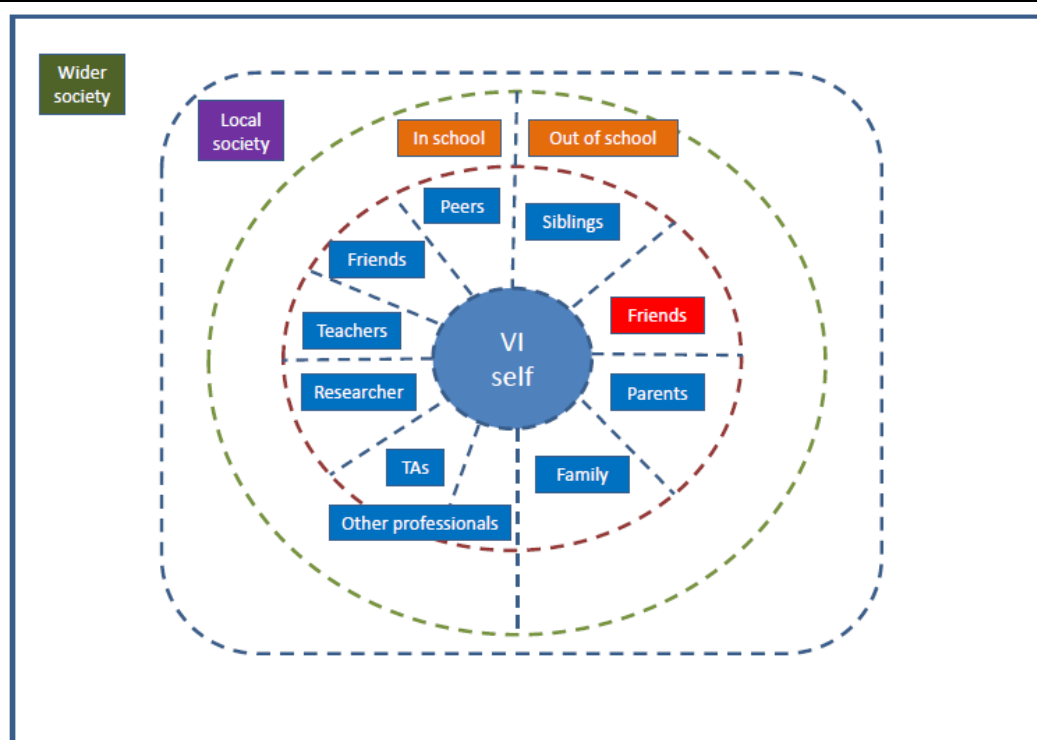 Wider
society
Local
society
In school
Out of school
Peers
Siblings
Friends
Friends
Teachers
VI
self
Researcher
Parents
TAs
Family
Other professionals